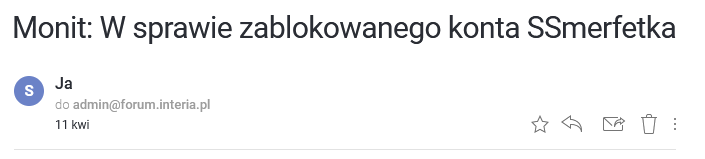 Monit: W sprawie zablokowanego konta SSmerfetka
S
Ja
do admin@forum.interia.pl
11 kwi